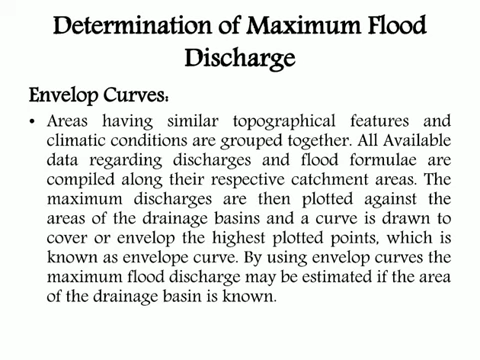 Determination of Maximum Flood
Discharge
Envelop Curves:
• Areas having similar topographical features and
climatic conditions are grouped together. All Available
data regarding discharges and flood formulae are
compiled along their respective catchment areas. The
maximum discharges are then plotted against the
areas of the drainage basins and a curve is drawn to
cover or envelop the highest plotted points, which is
known as envelope curve. By using envelop curves the
maximum flood discharge may be estimated if the area
of the drainage basin is known.